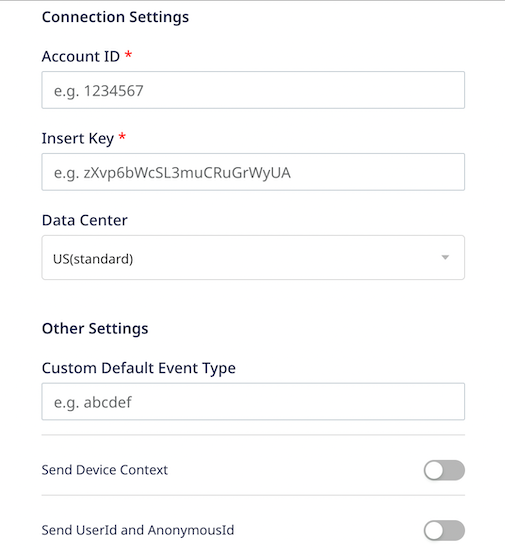 Connection Settings
Account ID *
e.g. 1234567
Insert Key *
e.g. zXvp6bWcSL3muCRuGrWyUA
Data Center
US(standard)
Other Settings
Custom Default Event Type
e.g. abcdef
Send Device Context
Send UserId and AnonymousId